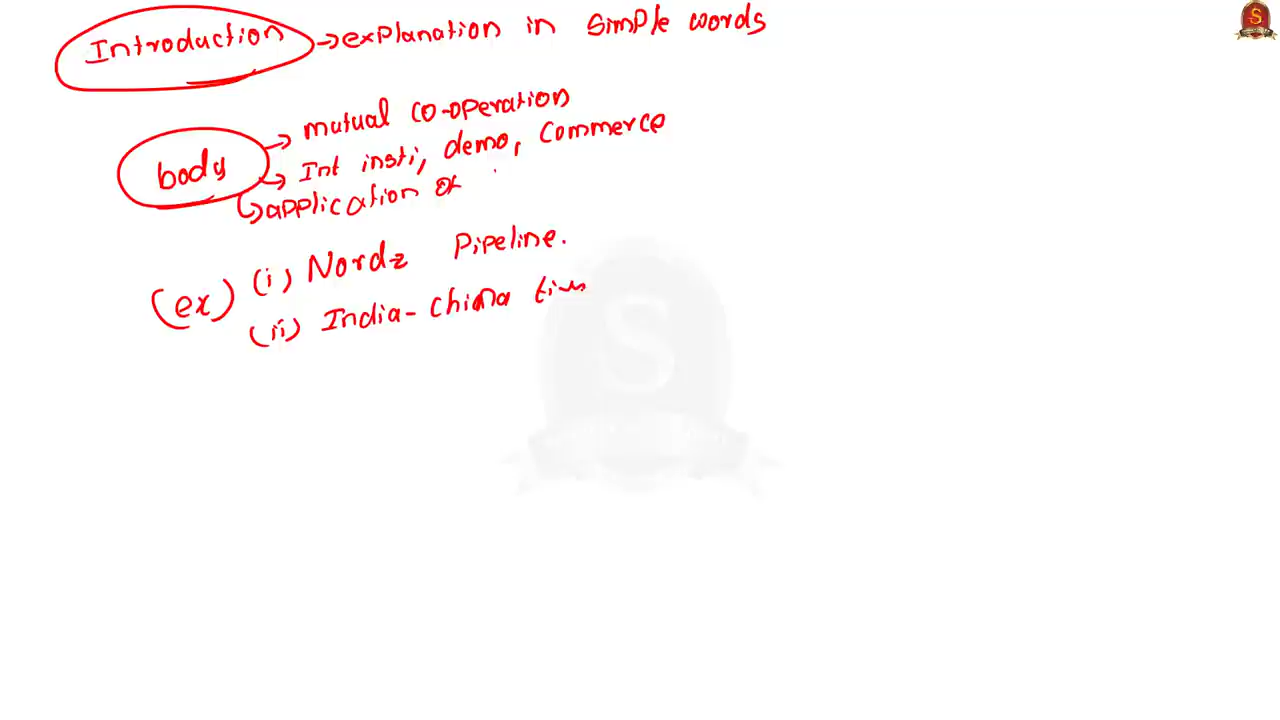 Introduction → explanation in simple words
body → mutual co-operation
→ Int insti, demo, Commerce
→ application of
(ex) (i) Nord2 Pipeline.
(ii) India-china
S
S